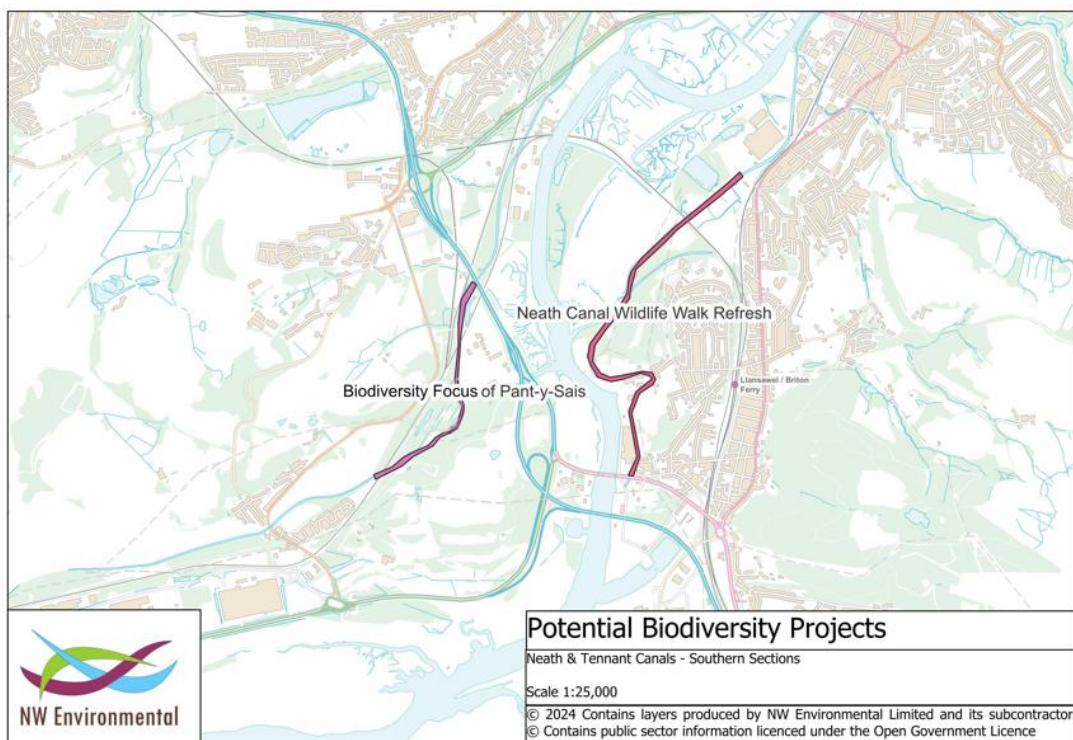 Neath Canal Wildlife Walk Refresh
Biodiversity Focus of Pant-y-Sais
Llansawel / Briton
Ferry
NW Environmental
Potential Biodiversity Projects
Neath & Tennant Canals - Southern Sections
Scale 1:25,000
© 2024 Contains layers produced by NW Environmental Limited and its subcontractor
© Contains public sector information licenced under the Open Government Licence